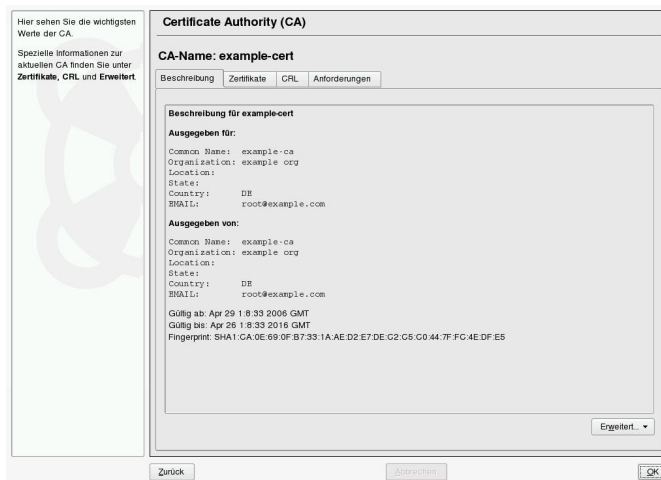 Hier sehen Sie die wichtigsten
Werte der CA.
Spezielle Informationen zur
aktuellen CA finden Sie unter
Zertifikate, CRL und Erweitert.
Certificate Authority (CA)
CA-Name: example-cert
Beschreibung Zertifikate CRL Anforderungen
Beschreibung für example-cert
Ausgegeben für:
Common Name: example-ca
Organization: example org
Location:
State:
Country: DE
EMAIL: root@example.com
Ausgegeben von:
Common Name: example-ca
Organization: example org
Location:
State:
Country: DE
EMAIL: root@example.com
Gültig ab: Apr 29 1:8:33 2006 GMT
Gültig bis: Apr 26 1:8:33 2016 GMT
Fingerprint: SHA1:CA:0E:69:0F:B7:33:1A:AE:D2:E7:DE:C2:C5:C0:44:7F:FC:4E:DF:E5
Erweitert...
Zurück Abbrechen OK